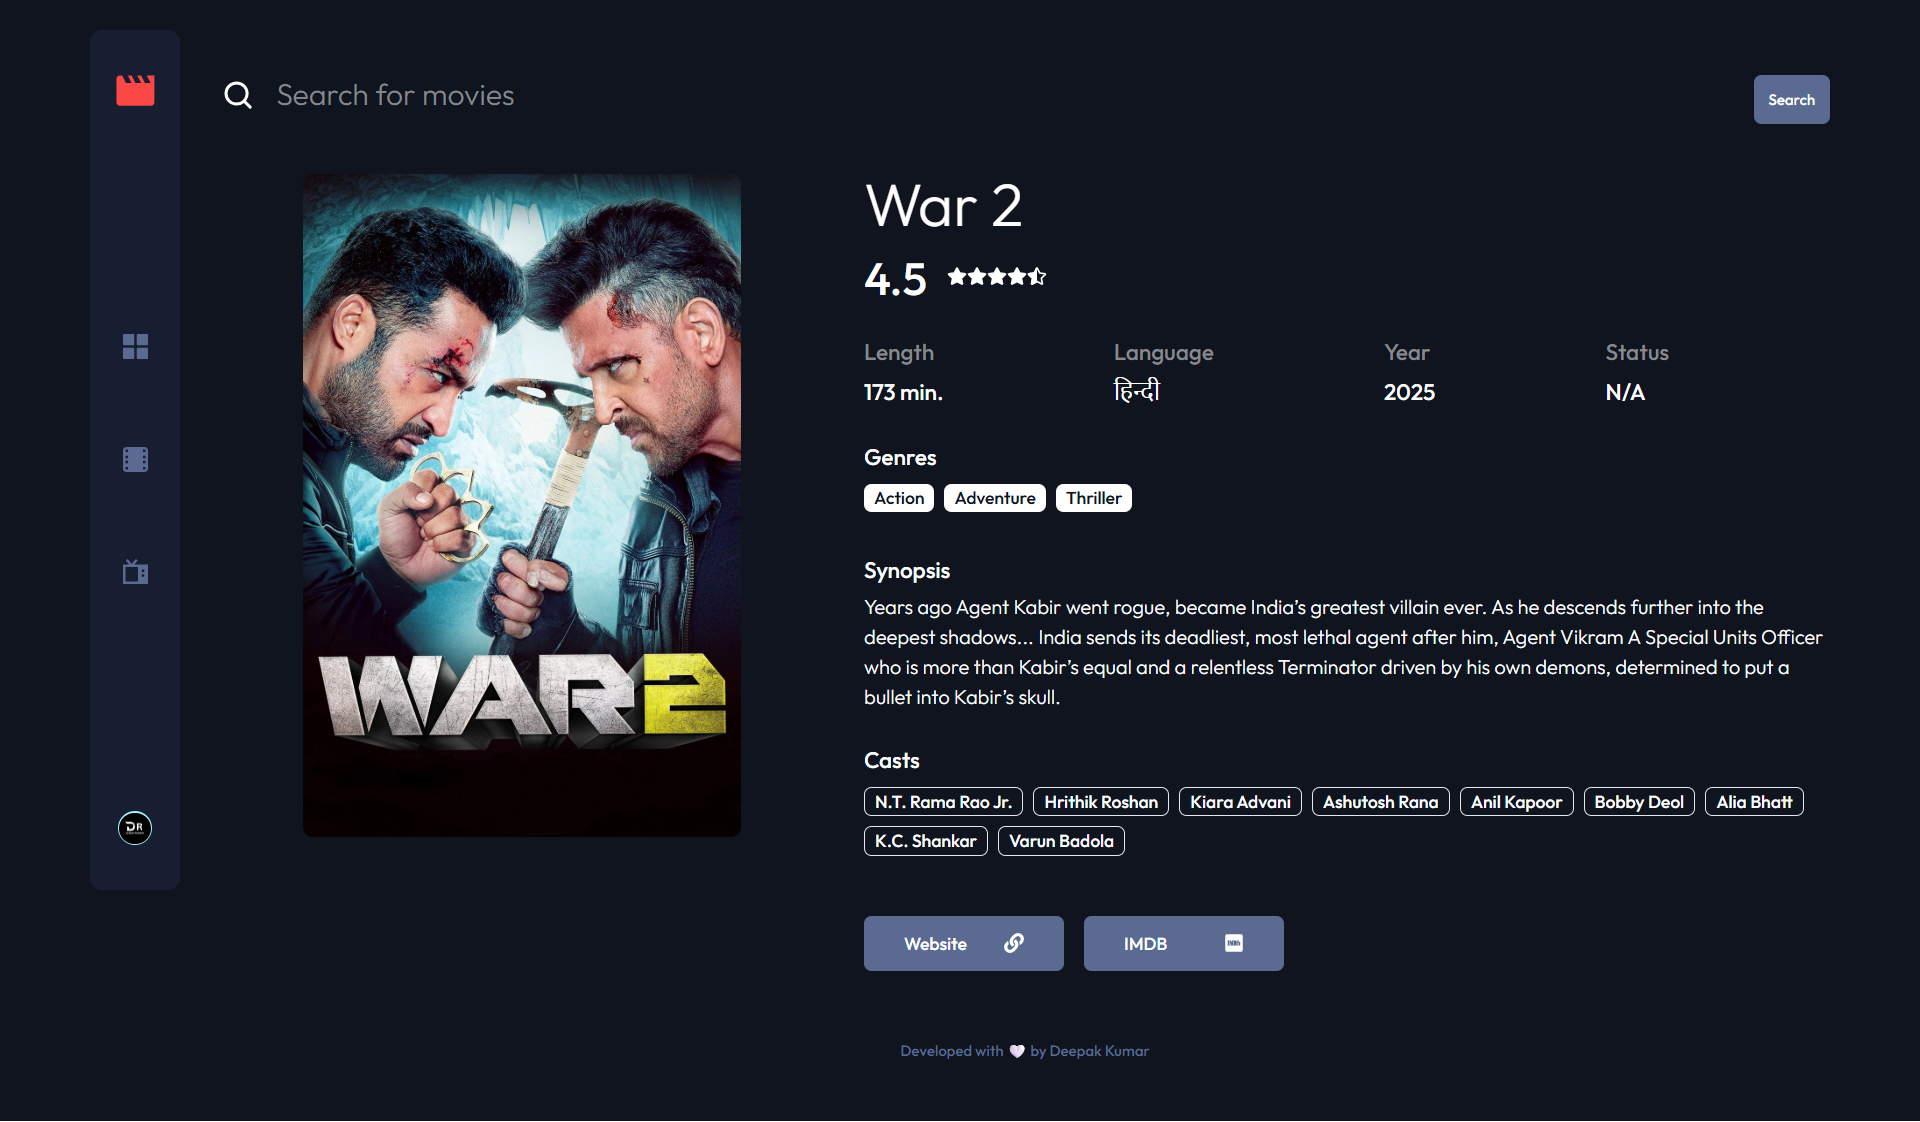 Search for movies
Search
War 2
4.5
Length
Language
Year
Status
173 min.
हिन्दी
2025
N/A
Genres
Action Adventure Thriller
Synopsis
Years ago Agent Kabir went rogue, became India’s greatest villain ever. As he descends further into the
deepest shadows... India sends its deadliest, most lethal agent after him, Agent Vikram A Special Units Officer
who is more than Kabir’s equal and a relentless Terminator driven by his own demons, determined to put a
bullet into Kabir’s skull.
Casts
N.T. Rama Rao Jr. Hrithik Roshan Kiara Advani Ashutosh Rana Anil Kapoor Bobby Deol Alia Bhatt
K.C. Shankar Varun Badola
Website
IMDB
WAR2
DR
Developed with 🤍 by Deepak Kumar